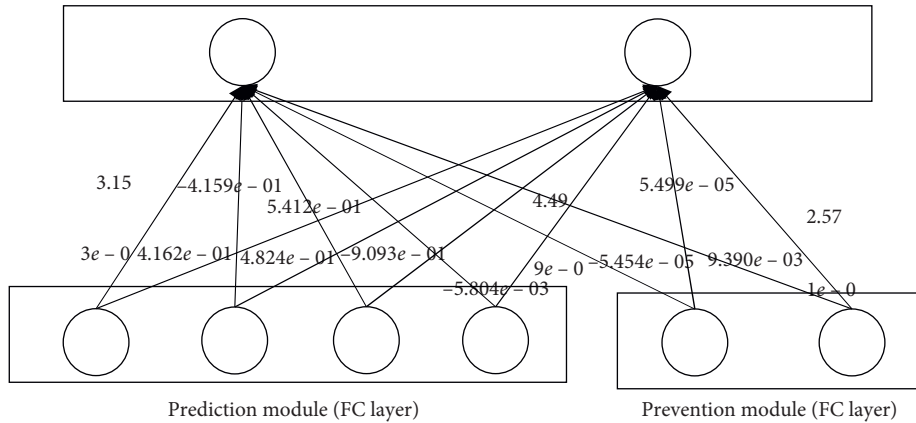 3.15
−4.159e − 01
5.499e − 05
5.412e − 01
4.49
2.57
3e − 0
4.162e − 01
4.824e − 01
−9.093e − 01
9e − 0
−5.454e − 05
9.390e − 03
−5.804e − 03
1e − 0
Prediction module (FC layer)
Prevention module (FC layer)